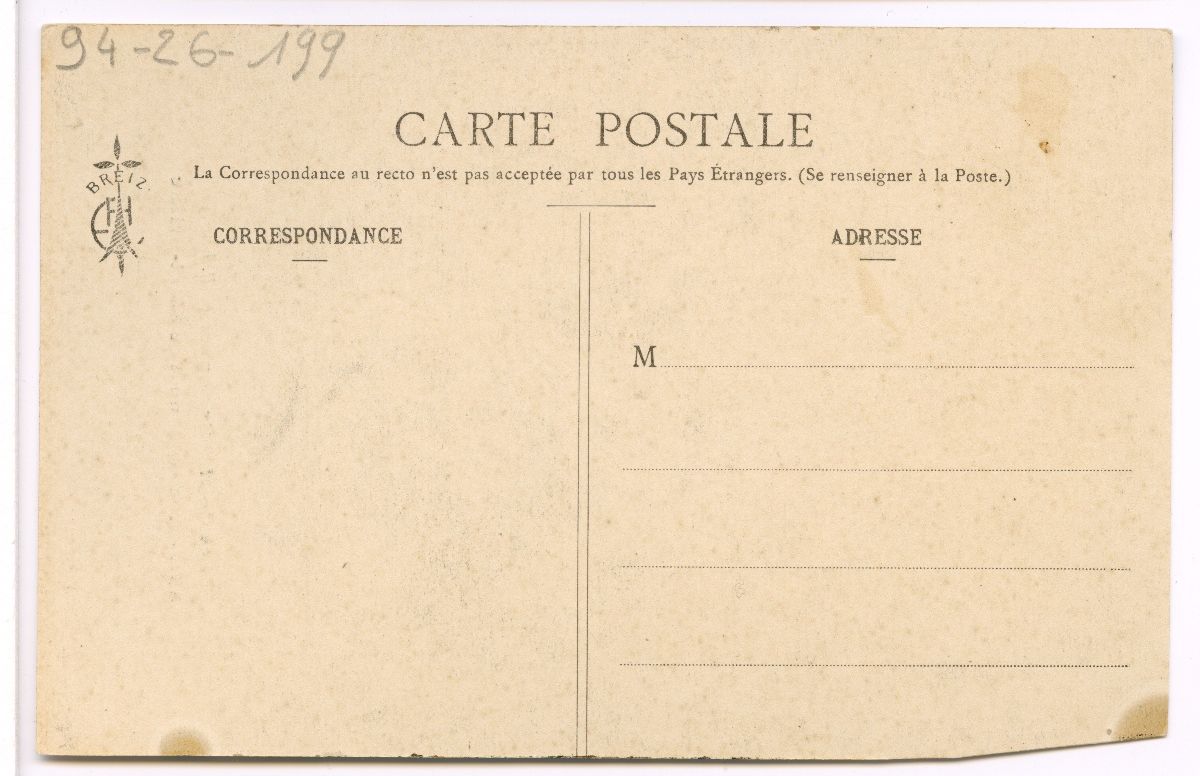 94-26-199
CARTE POSTALE
La Correspondance au recto n'est pas acceptée par tous les Pays Étrangers. (Se renseigner à la Poste.)
BREIZ
CORRESPONDANCE
ADRESSE
M